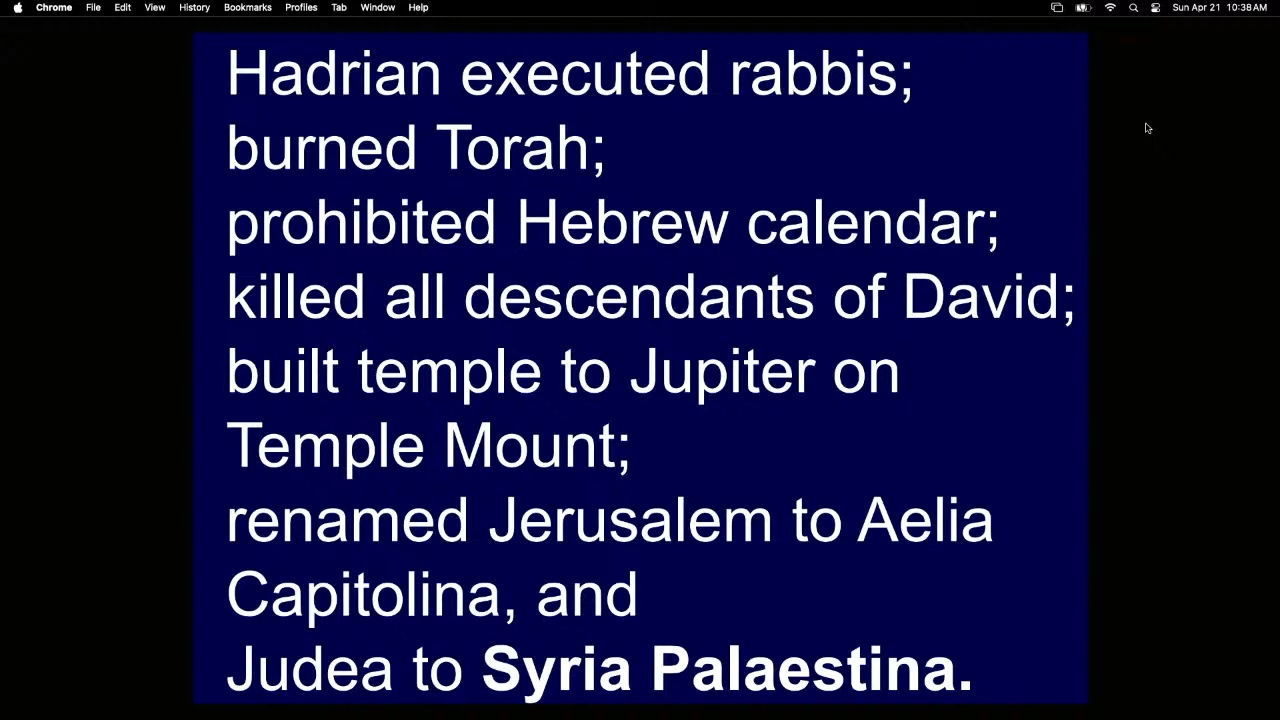 Chrome File Edit View History Bookmarks Profiles Tab Window Help Sun Apr 21 10:38 AM
Hadrian executed rabbis;
burned Torah;
prohibited Hebrew calendar;
killed all descendants of David;
built temple to Jupiter on
Temple Mount;
renamed Jerusalem to Aelia
Capitolina, and
Judea to Syria Palaestina.